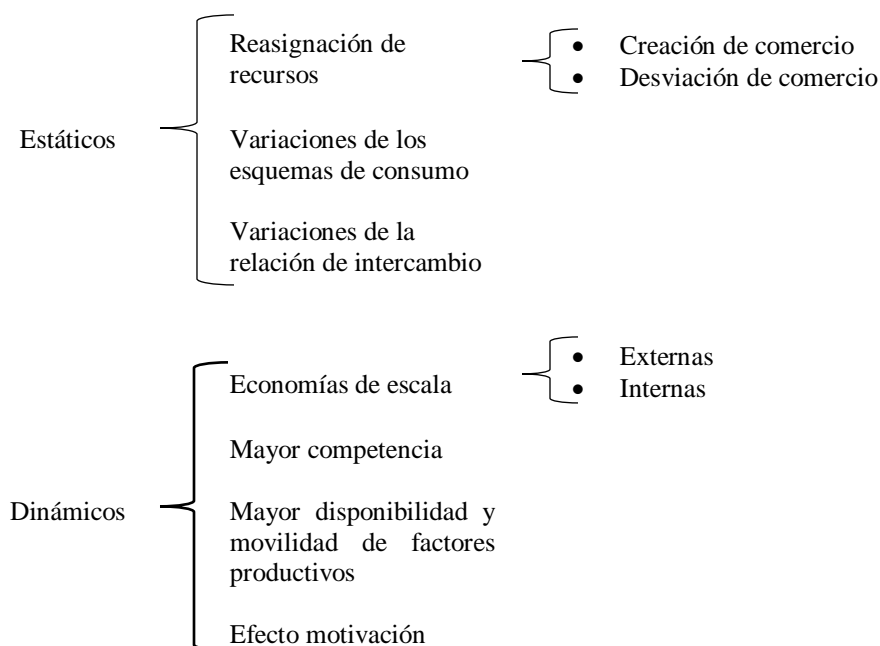 Estáticos
Reasignación de
recursos
• Creación de comercio
• Desviación de comercio
Variaciones de los
esquemas de consumo
Variaciones de la
relación de intercambio
Dinámicos
Economías de escala
• Externas
• Internas
Mayor competencia
Mayor disponibilidad y
movilidad de factores
productivos
Efecto motivación